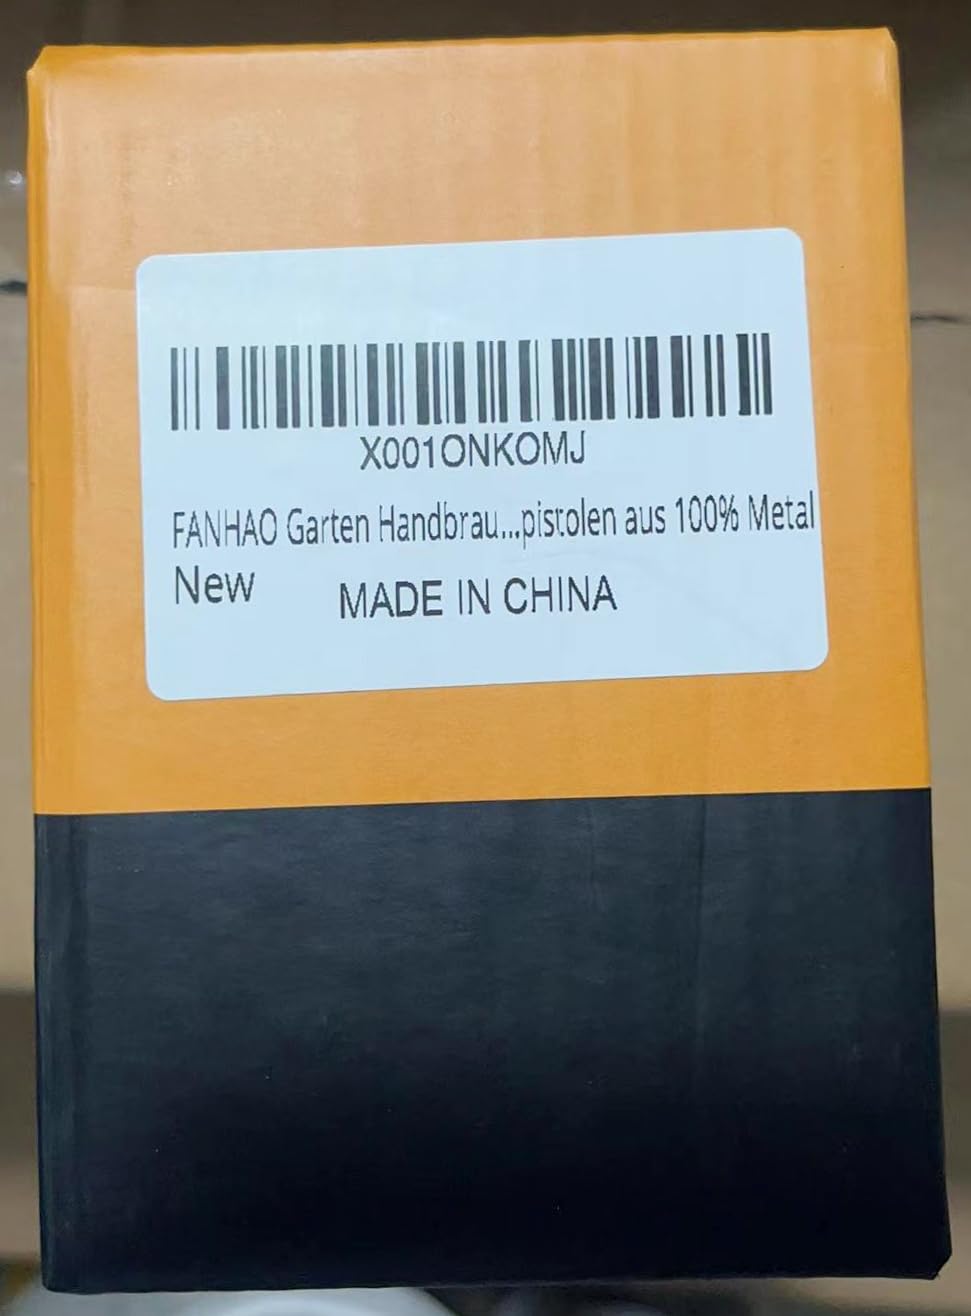 X001ONKOMJ
FANHAO Garten Handbrau...pistolen aus 100% Metal
New
MADE IN CHINA